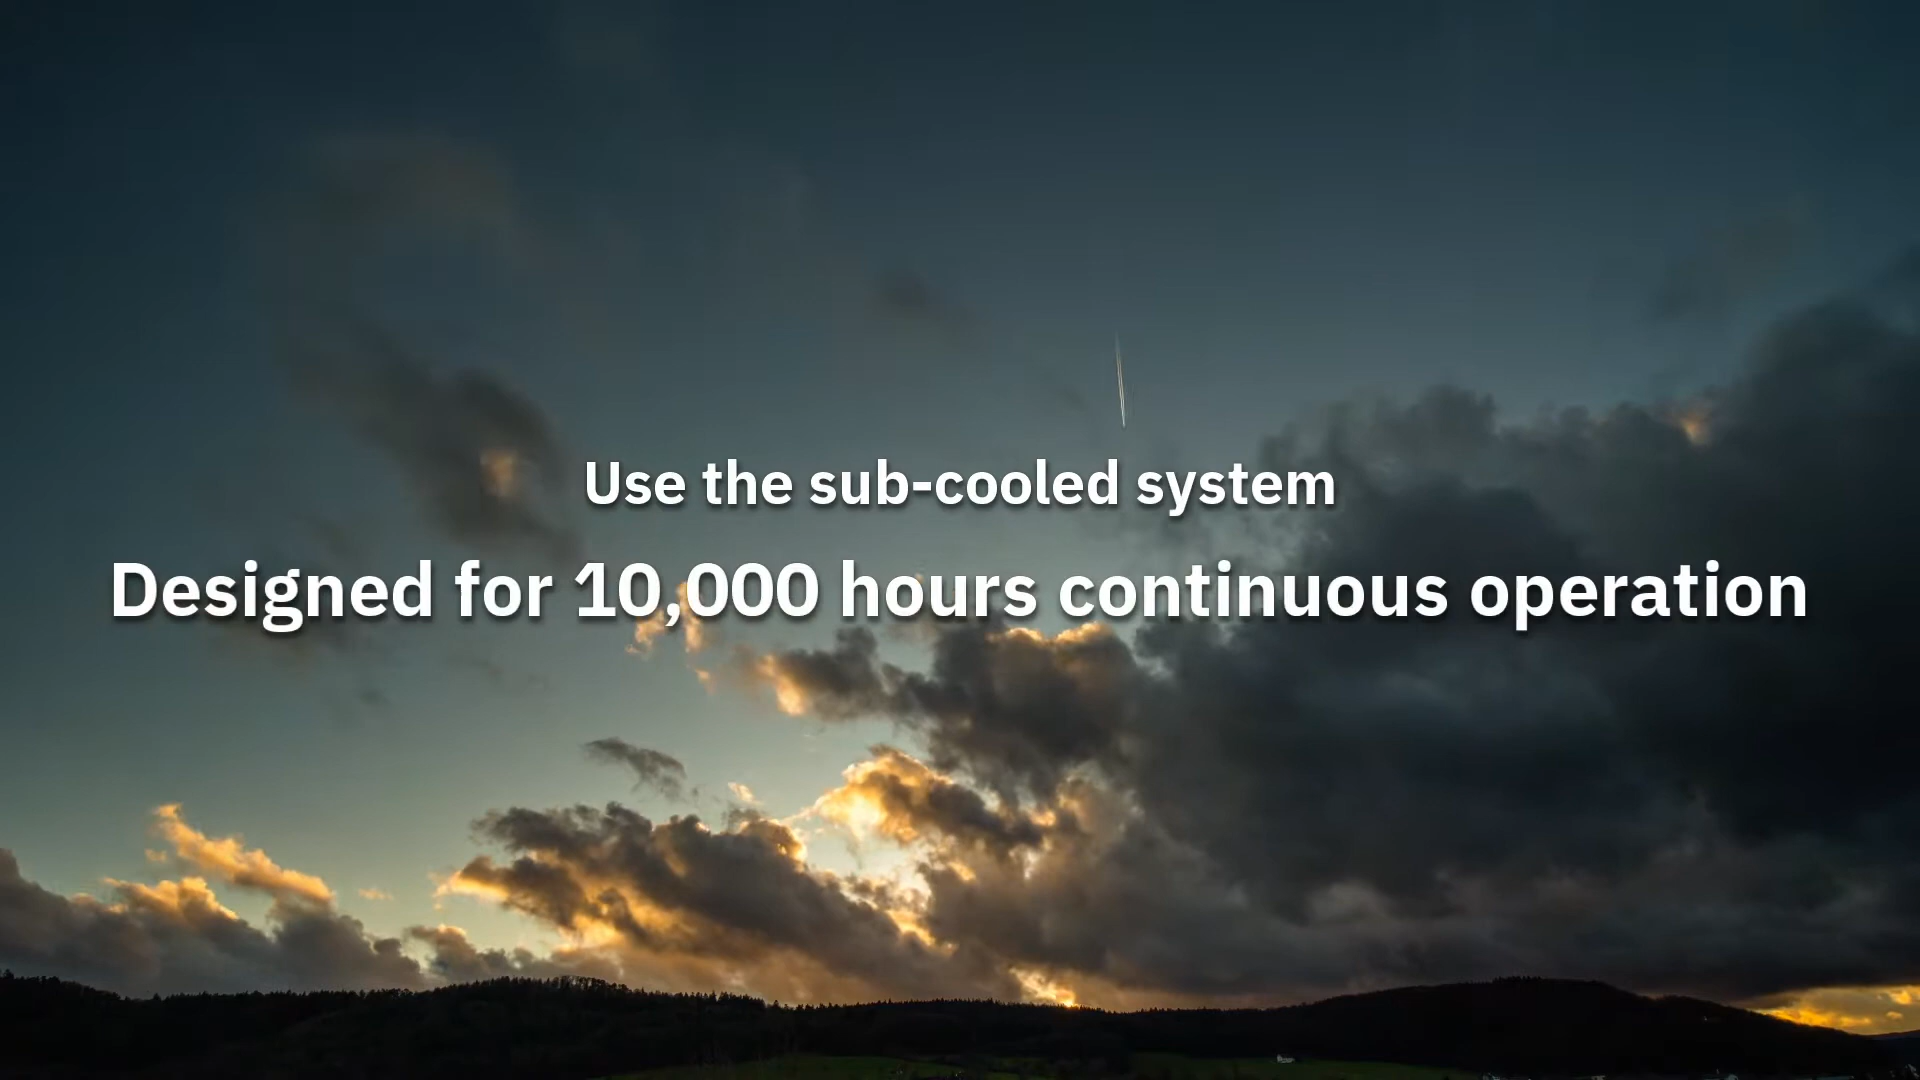 Use the sub-cooled system
Designed for 10,000 hours continuous operation